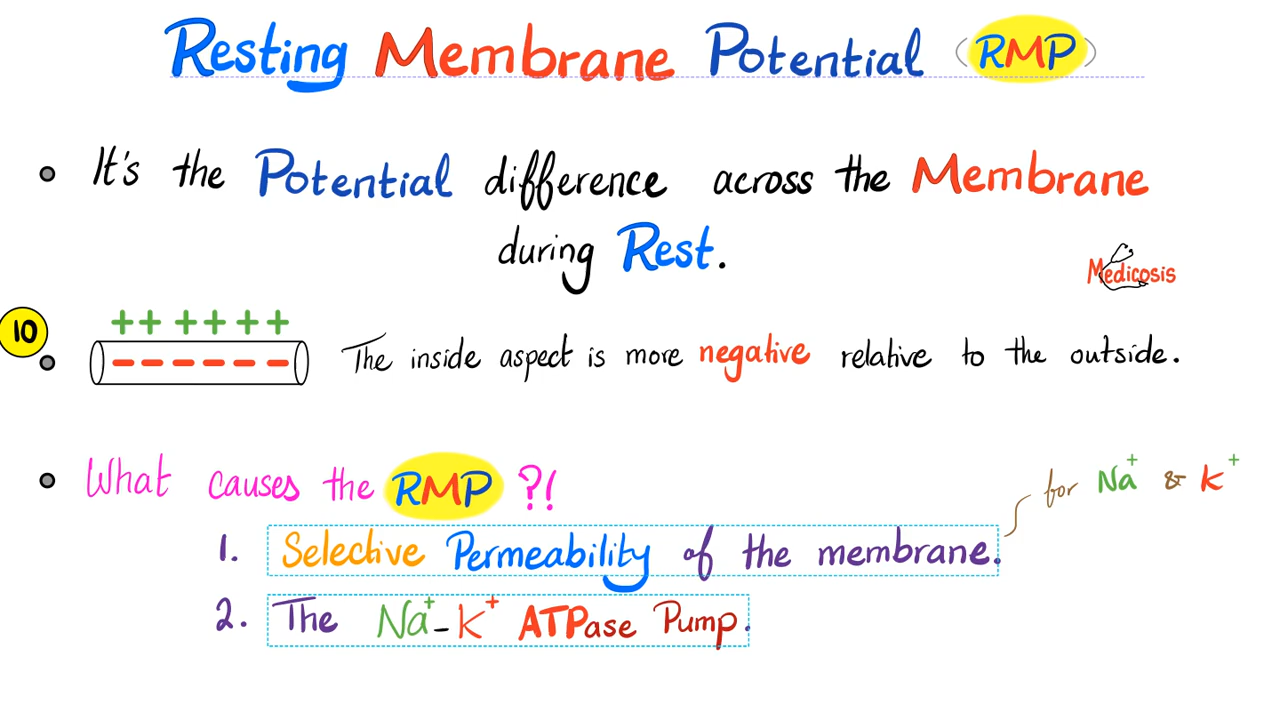 Resting Membrane Potential (RMP)
It's the Potential difference across the Membrane
during Rest.
Medicosis
10
++ ++ ++
------
The inside aspect is more negative relative to the outside.
What causes the RMP ?!
for Na+ & K+
1. Selective Permeability of the membrane.
2. The Na+-K+ ATPase Pump.